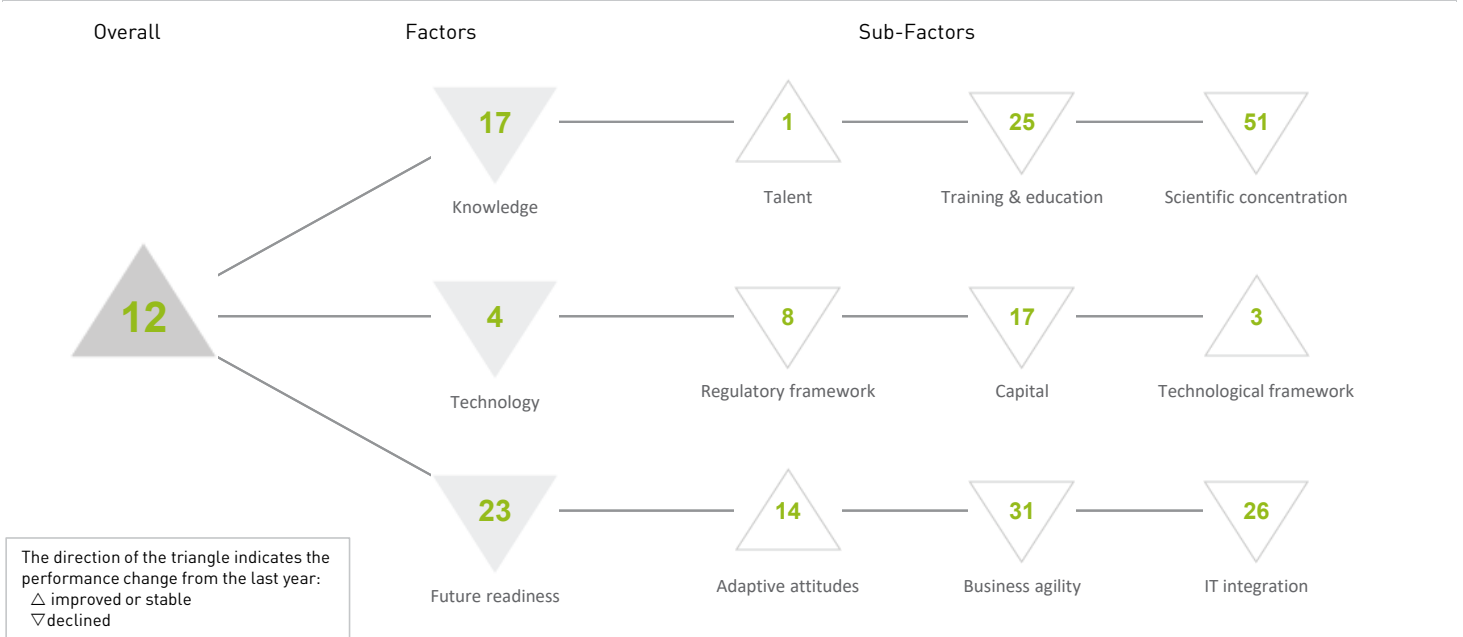 Overall
Factors
Sub-Factors
17
1
25
51
Knowledge
Talent
Training & education
Scientific concentration
12
4
8
17
3
Technology
Regulatory framework
Capital
Technological framework
23
14
31
26
Future readiness
Adaptive attitudes
Business agility
IT integration
The direction of the triangle indicates the
performance change from the last year:
△ improved or stable
▽declined